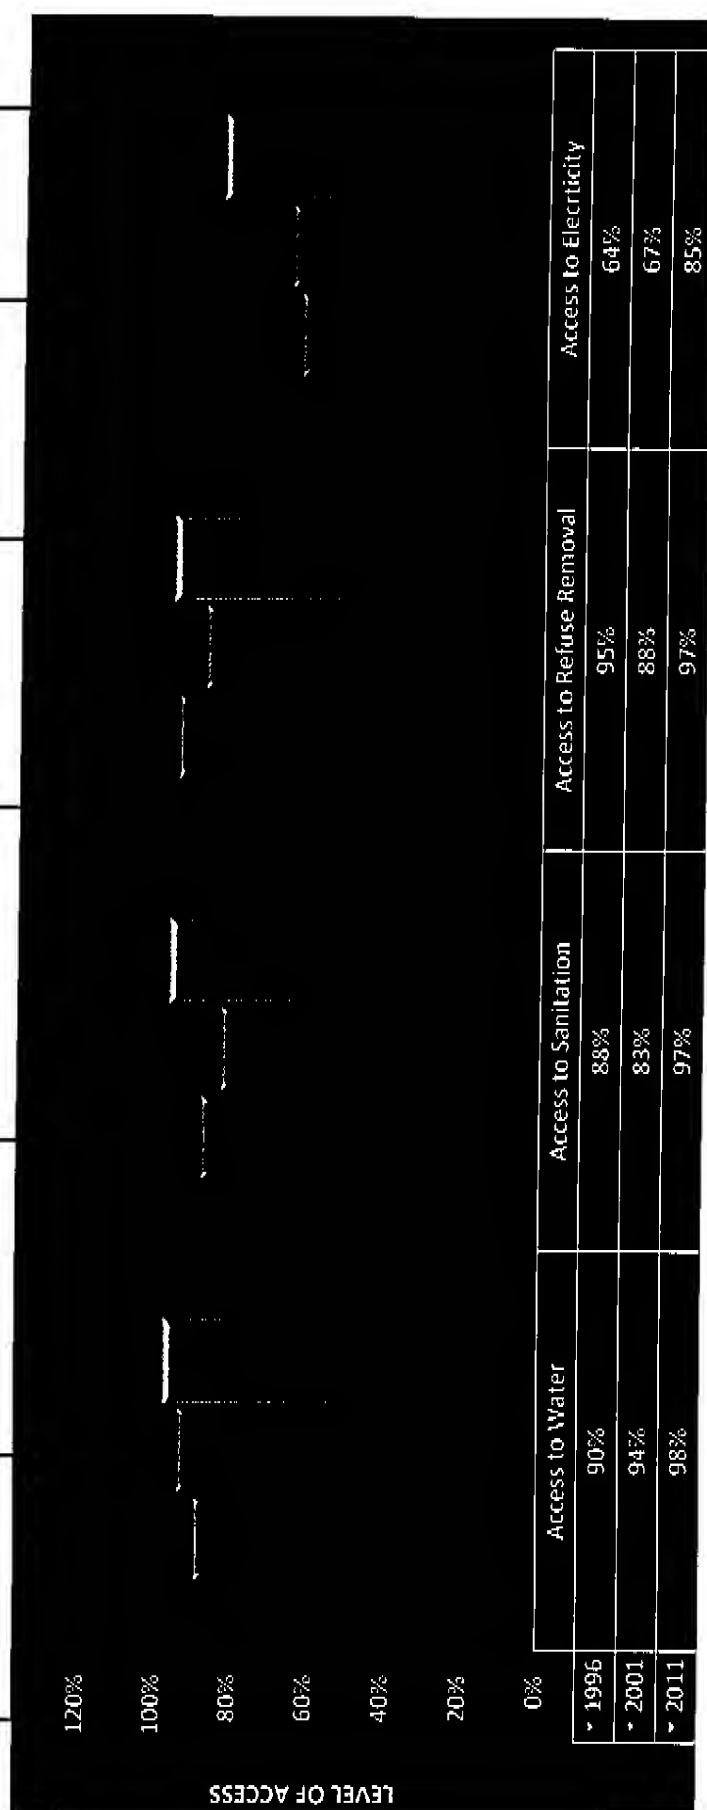 LEVEL OF ACCESS
120%
100%
80%
60%
40%
20%
0%
Access to Water Access to Sanitation Access to Refuse Removal Access to Elecrticity
1996 90% 88% 95% 64%
2001 94% 83% 88% 67%
2011 98% 97% 97% 85%